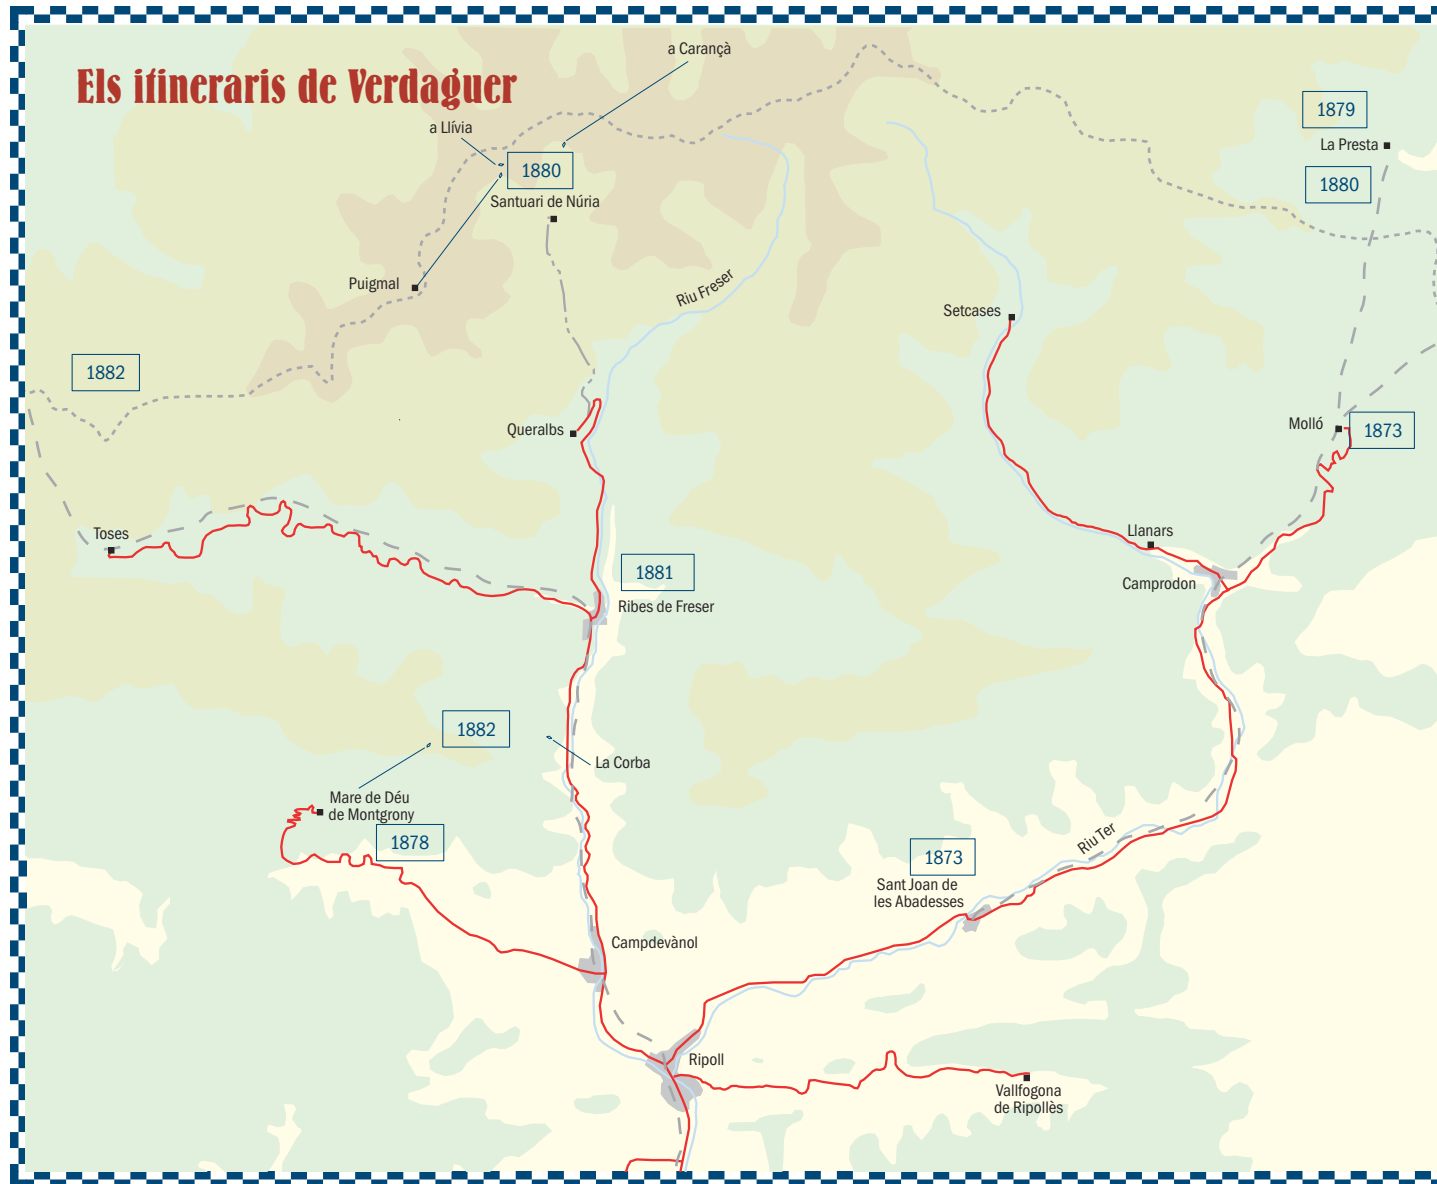 a Carançà
Els itineraris de Verdaguer
1879
a Llívia
La Presta
1880
1880
Santuari de Núria
Puigmal
Riu Freser
Setcases
1882
Molló
1873
Queralbs
Toses
Llanars
1881
Camprodon
Ribes de Freser
1882
La Corba
Mare de Déu
de Montgrony
1878
Riu Ter
1873
Sant Joan de
les Abadesses
Campdevànol
Ripoll
Vallfogona
de Ripollès